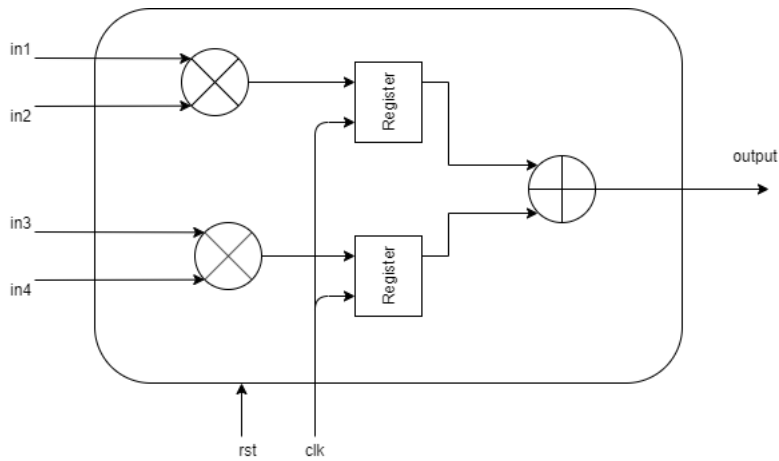 in1
in2
Register
output
in3
in4
Register
rst
clk